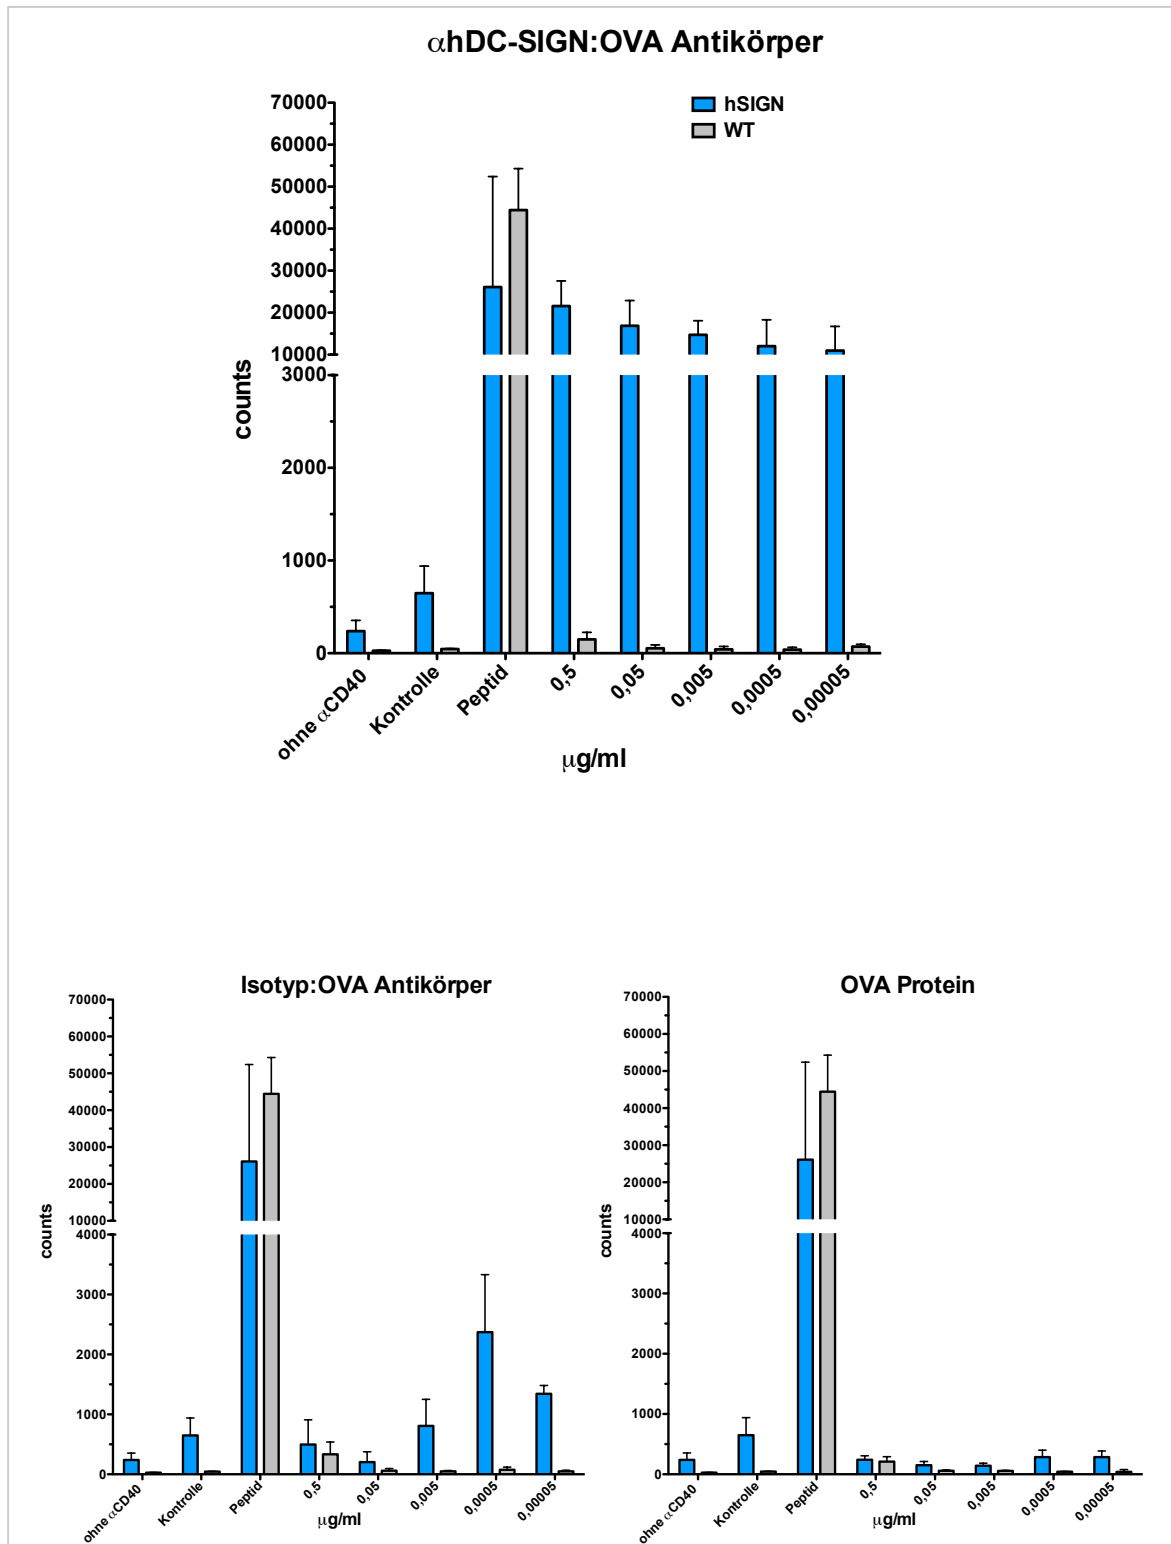 αhDC-SIGN:OVA Antikörper
hSIGN
WT
70000
60000
50000
40000
30000
20000
10000
3000
2000
1000
0
counts
ohne αCD40
Kontrolle
Peptid
0,5
0,05
0,005
0,0005
0,00005
μg/ml
Isotyp:OVA Antikörper
70000
60000
50000
40000
30000
20000
10000
4000
3000
2000
1000
0
counts
ohne αCD40
Kontrolle
Peptid
0,5
0,05
0,005
0,0005
0,00005
μg/ml
OVA Protein
70000
60000
50000
40000
30000
20000
10000
4000
3000
2000
1000
0
counts
ohne αCD40
Kontrolle
Peptid
0,5
0,05
0,005
0,0005
0,00005
μg/ml